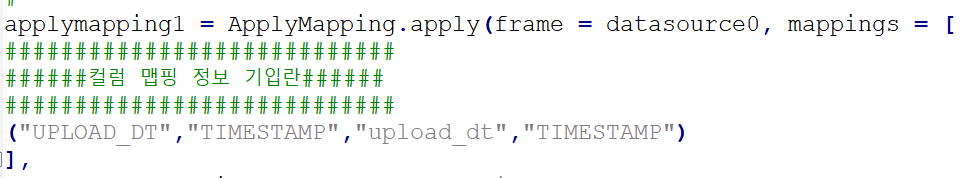 #
applymapping1 = ApplyMapping.apply(frame = datasource0, mappings = [
############################
######컬럼 맵핑 정보 기입란######
############################
("UPLOAD_DT","TIMESTAMP","upload_dt","TIMESTAMP")
],